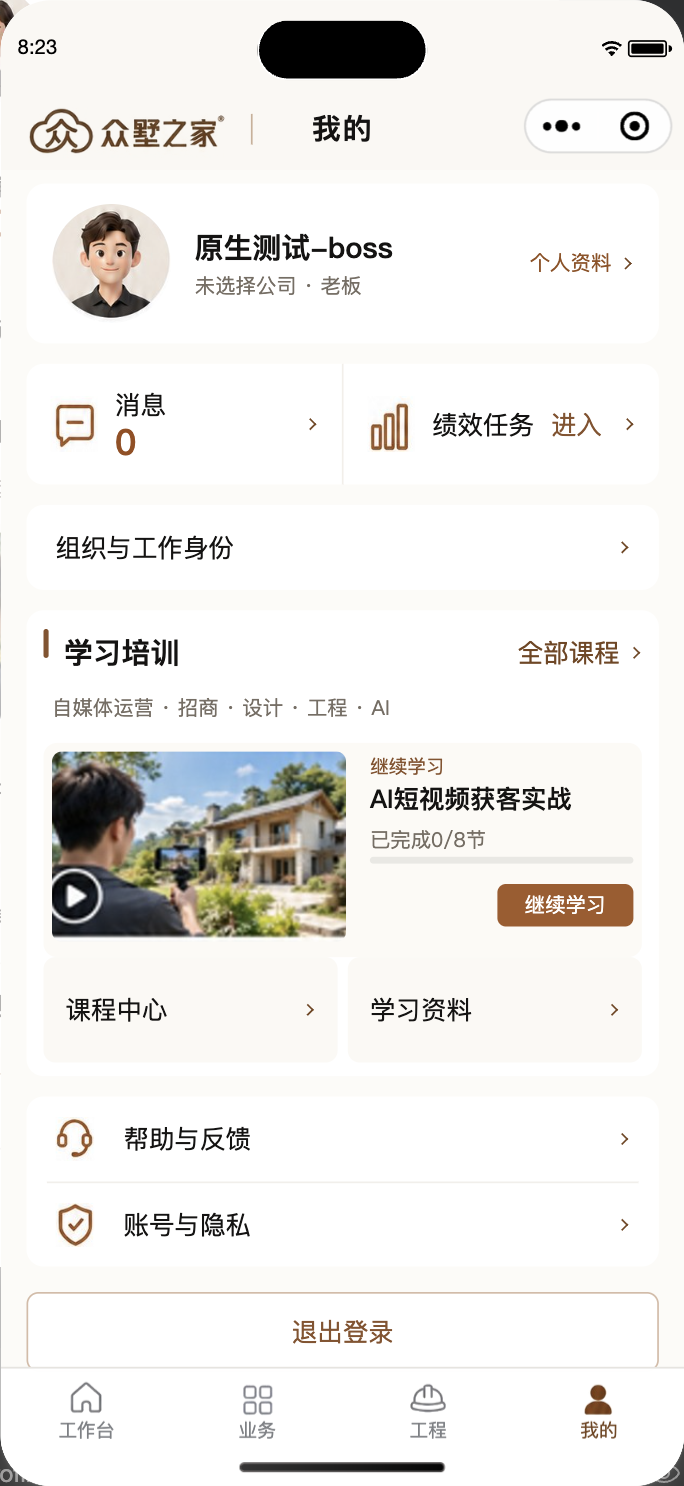 8:23
众墅之家®
我的
原生测试-boss
未选择公司 · 老板
个人资料
消息
0
绩效任务 进入
组织与工作身份
学习培训
全部课程
自媒体运营 · 招商 · 设计 · 工程 · AI
继续学习
AI短视频获客实战
已完成0/8节
继续学习
课程中心
学习资料
帮助与反馈
账号与隐私
退出登录
工作台
业务
工程
我的